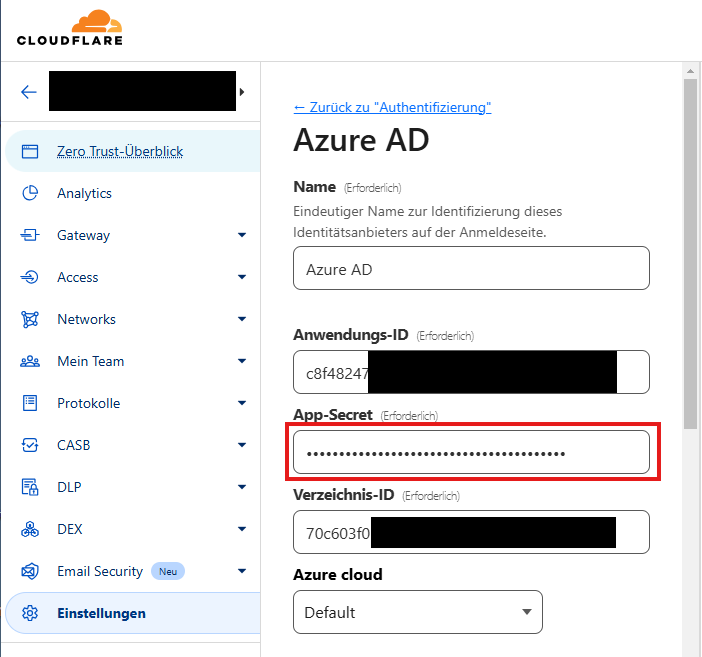 CLOUDFLARE
Zero Trust-Überblick
Analytics
Gateway
Access
Networks
Mein Team
Protokolle
CASB
DLP
DEX
Email Security Neu
Einstellungen
← Zurück zu "Authentifizierung"
Azure AD
Name (Erforderlich)
Eindeutiger Name zur Identifizierung dieses
Identitätsanbieters auf der Anmeldeseite.
Azure AD
Anwendungs-ID (Erforderlich)
c8f48247
App-Secret (Erforderlich)
Verzeichnis-ID (Erforderlich)
70c603f0
Azure cloud
Default